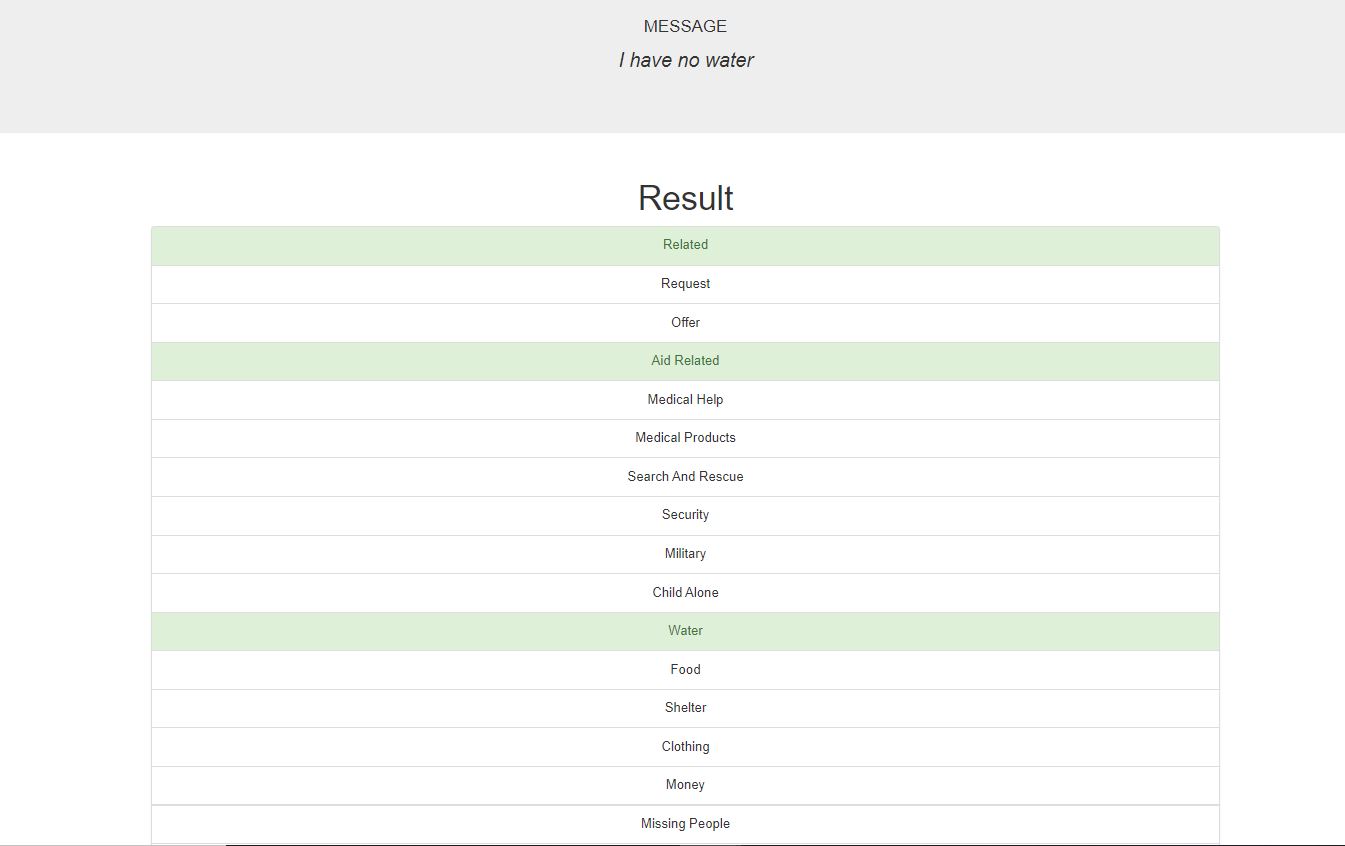 MESSAGE
I have no water
Result
Related
Request
Offer
Aid Related
Medical Help
Medical Products
Search And Rescue
Security
Military
Child Alone
Water
Food
Shelter
Clothing
Money
Missing People